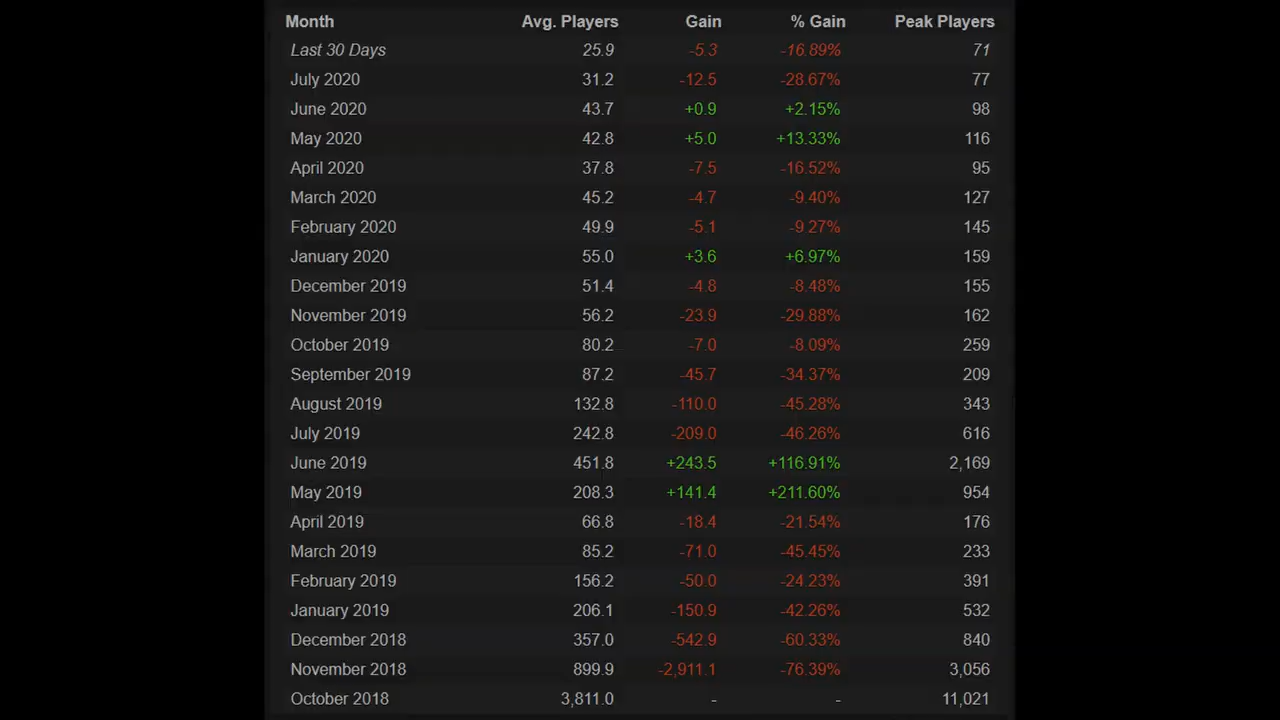 Month Avg. Players Gain % Gain Peak Players
Last 30 Days 25.9 -5.3 -16.89% 71
July 2020 31.2 -12.5 -28.67% 77
June 2020 43.7 +0.9 +2.15% 98
May 2020 42.8 +5.0 +13.33% 116
April 2020 37.8 -7.5 -16.52% 95
March 2020 45.2 -4.7 -9.40% 127
February 2020 49.9 -5.1 -9.27% 145
January 2020 55.0 +3.6 +6.97% 159
December 2019 51.4 -4.8 -8.48% 155
November 2019 56.2 -23.9 -29.88% 162
October 2019 80.2 -7.0 -8.09% 259
September 2019 87.2 -45.7 -34.37% 209
August 2019 132.8 -110.0 -45.28% 343
July 2019 242.8 -209.0 -46.26% 616
June 2019 451.8 +243.5 +116.91% 2,169
May 2019 208.3 +141.4 +211.60% 954
April 2019 66.8 -18.4 -21.54% 176
March 2019 85.2 -71.0 -45.45% 233
February 2019 156.2 -50.0 -24.23% 391
January 2019 206.1 -150.9 -42.26% 532
December 2018 357.0 -542.9 -60.33% 840
November 2018 899.9 -2,911.1 -76.39% 3,056
October 2018 3,811.0 - - 11,021